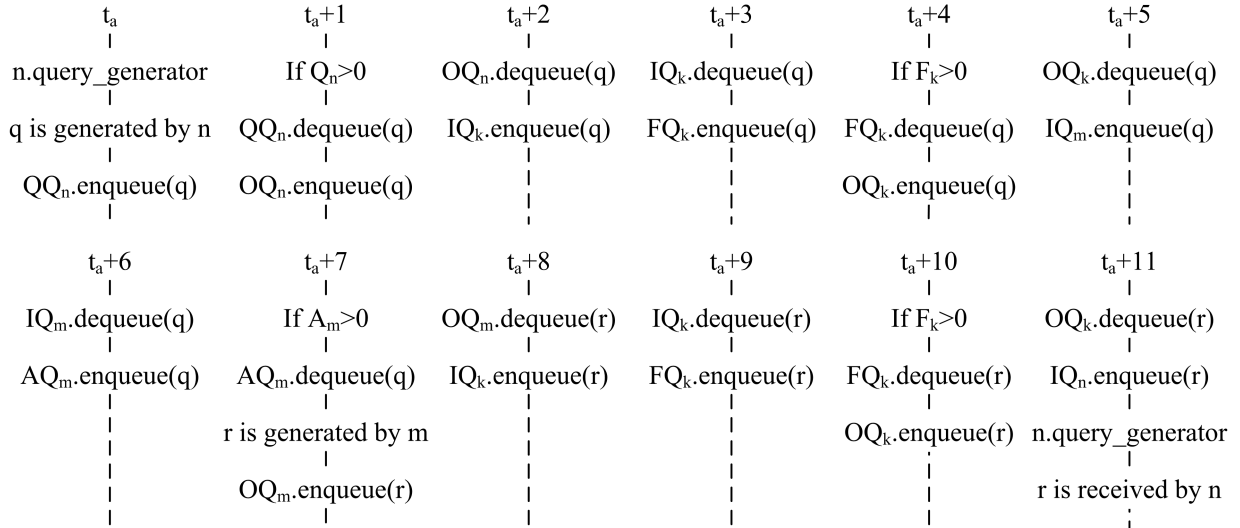 tₐ tₐ+1 tₐ+2 tₐ+3 tₐ+4 tₐ+5
n.query_generator If Qₙ>0 OQₙ.dequeue(q) IQₖ.dequeue(q) If Fₖ>0 OQₖ.dequeue(q)
q is generated by n QQₙ.dequeue(q) IQₖ.enqueue(q) FQₖ.enqueue(q) FQₖ.dequeue(q) IQₘ.enqueue(q)
QQₙ.enqueue(q) OQₙ.enqueue(q) OQₖ.enqueue(q)
tₐ+6 tₐ+7 tₐ+8 tₐ+9 tₐ+10 tₐ+11
IQₘ.dequeue(q) If Aₘ>0 OQₘ.dequeue(r) IQₖ.dequeue(r) If Fₖ>0 OQₖ.dequeue(r)
AQₘ.enqueue(q) AQₘ.dequeue(q) IQₖ.enqueue(r) FQₖ.enqueue(r) FQₖ.dequeue(r) IQₙ.enqueue(r)
r is generated by m OQₖ.enqueue(r) n.query_generator
OQₘ.enqueue(r) r is received by n